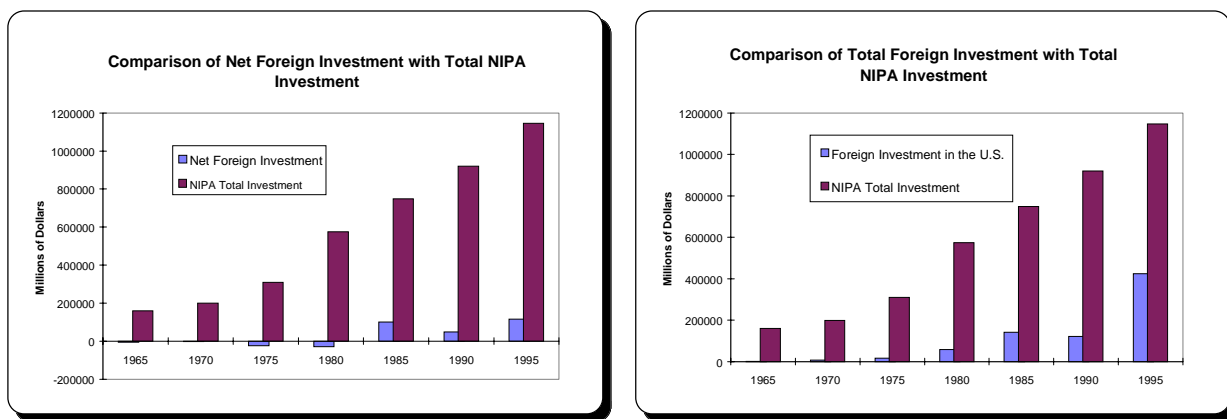 Comparison of Net Foreign Investment with Total NIPA
Investment
1200000
1000000
800000
600000
400000
200000
0
-200000
Millions of Dollars
Net Foreign Investment
NIPA Total Investment
1965 1970 1975 1980 1985 1990 1995
Comparison of Total Foreign Investment with Total
NIPA Investment
1200000
1000000
800000
600000
400000
200000
0
Millions of Dollars
Foreign Investment in the U.S.
NIPA Total Investment
1965 1970 1975 1980 1985 1990 1995